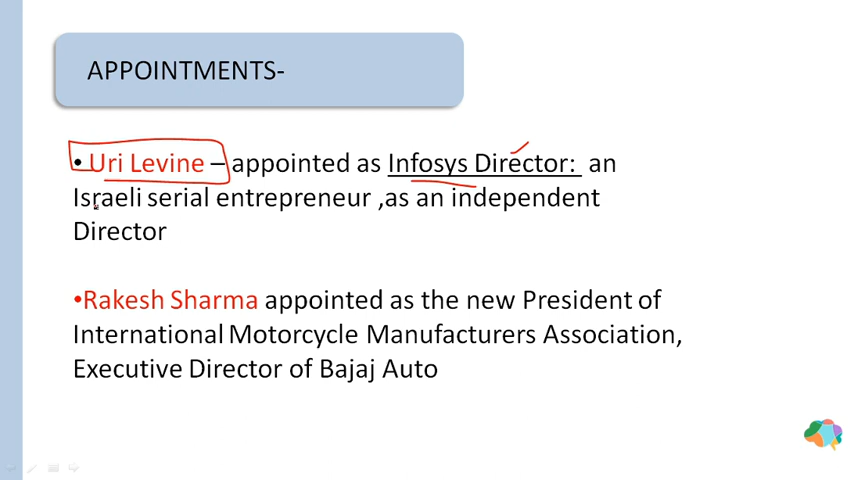 APPOINTMENTS-
• Uri Levine – appointed as Infosys Director: an
Israeli serial entrepreneur ,as an independent
Director
•Rakesh Sharma appointed as the new President of
International Motorcycle Manufacturers Association,
Executive Director of Bajaj Auto